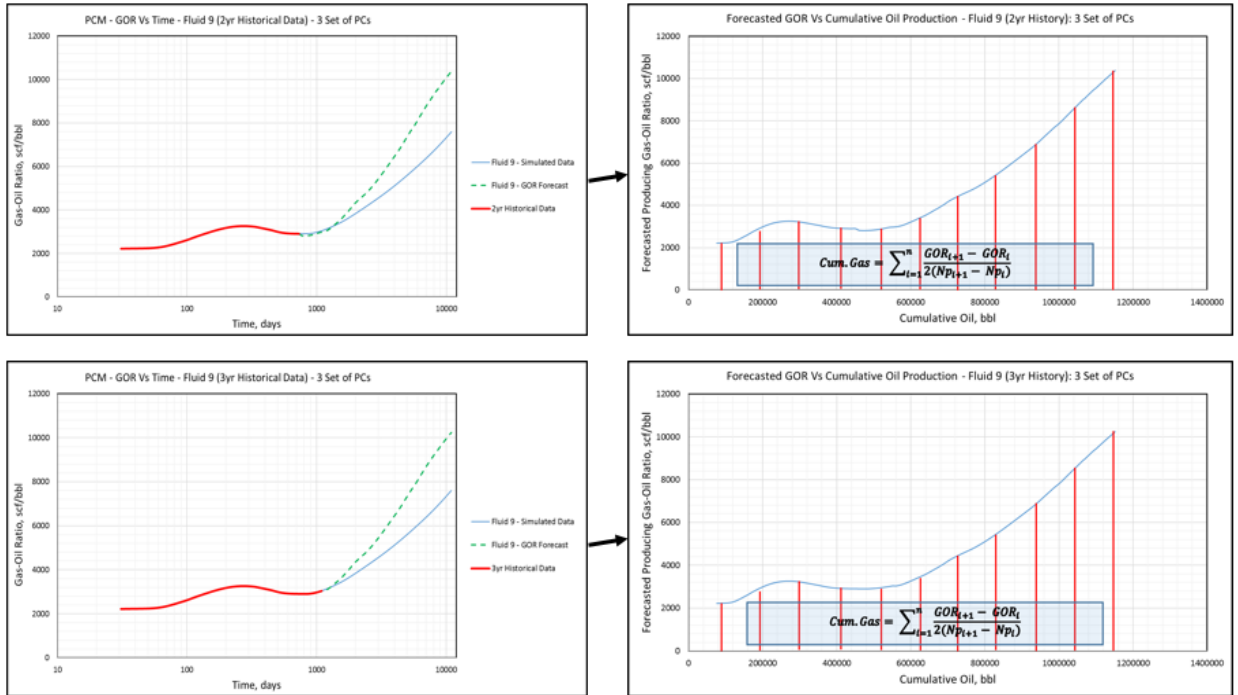 PCM - GOR Vs Time - Fluid 9 (2yr Historical Data) - 3 Set of PCs
Gas-Oil Ratio, scf/bbl
12000
10000
8000
6000
4000
2000
0
10
100
1000
10000
Time, days
Fluid 9 - Simulated Data
Fluid 9 - GOR Forecast
2yr Historical Data
Forecasted GOR Vs Cumulative Oil Production - Fluid 9 (2yr History): 3 Set of PCs
Forecasted Producing Gas-Oil Ratio, scf/bbl
12000
10000
8000
6000
4000
2000
0
Cum. Gas = ∑ⁿᵢ₌₁ (GORᵢ₊₁ − GORᵢ) / 2(Npᵢ₊₁ − Npᵢ)
0
200000
400000
600000
800000
1000000
1200000
1400000
Cumulative Oil, bbl
PCM - GOR Vs Time - Fluid 9 (3yr Historical Data) - 3 Set of PCs
Gas-Oil Ratio, scf/bbl
12000
10000
8000
6000
4000
2000
0
10
100
1000
10000
Time, days
Fluid 9 - Simulated Data
Fluid 9 - GOR Forecast
3yr Historical Data
Forecasted GOR Vs Cumulative Oil Production - Fluid 9 (3yr History): 3 Set of PCs
Forecasted Producing Gas-Oil Ratio, scf/bbl
12000
10000
8000
6000
4000
2000
0
Cum. Gas = ∑ⁿᵢ₌₁ (GORᵢ₊₁ − GORᵢ) / 2(Npᵢ₊₁ − Npᵢ)
0
200000
400000
600000
800000
1000000
1200000
1400000
Cumulative Oil, bbl